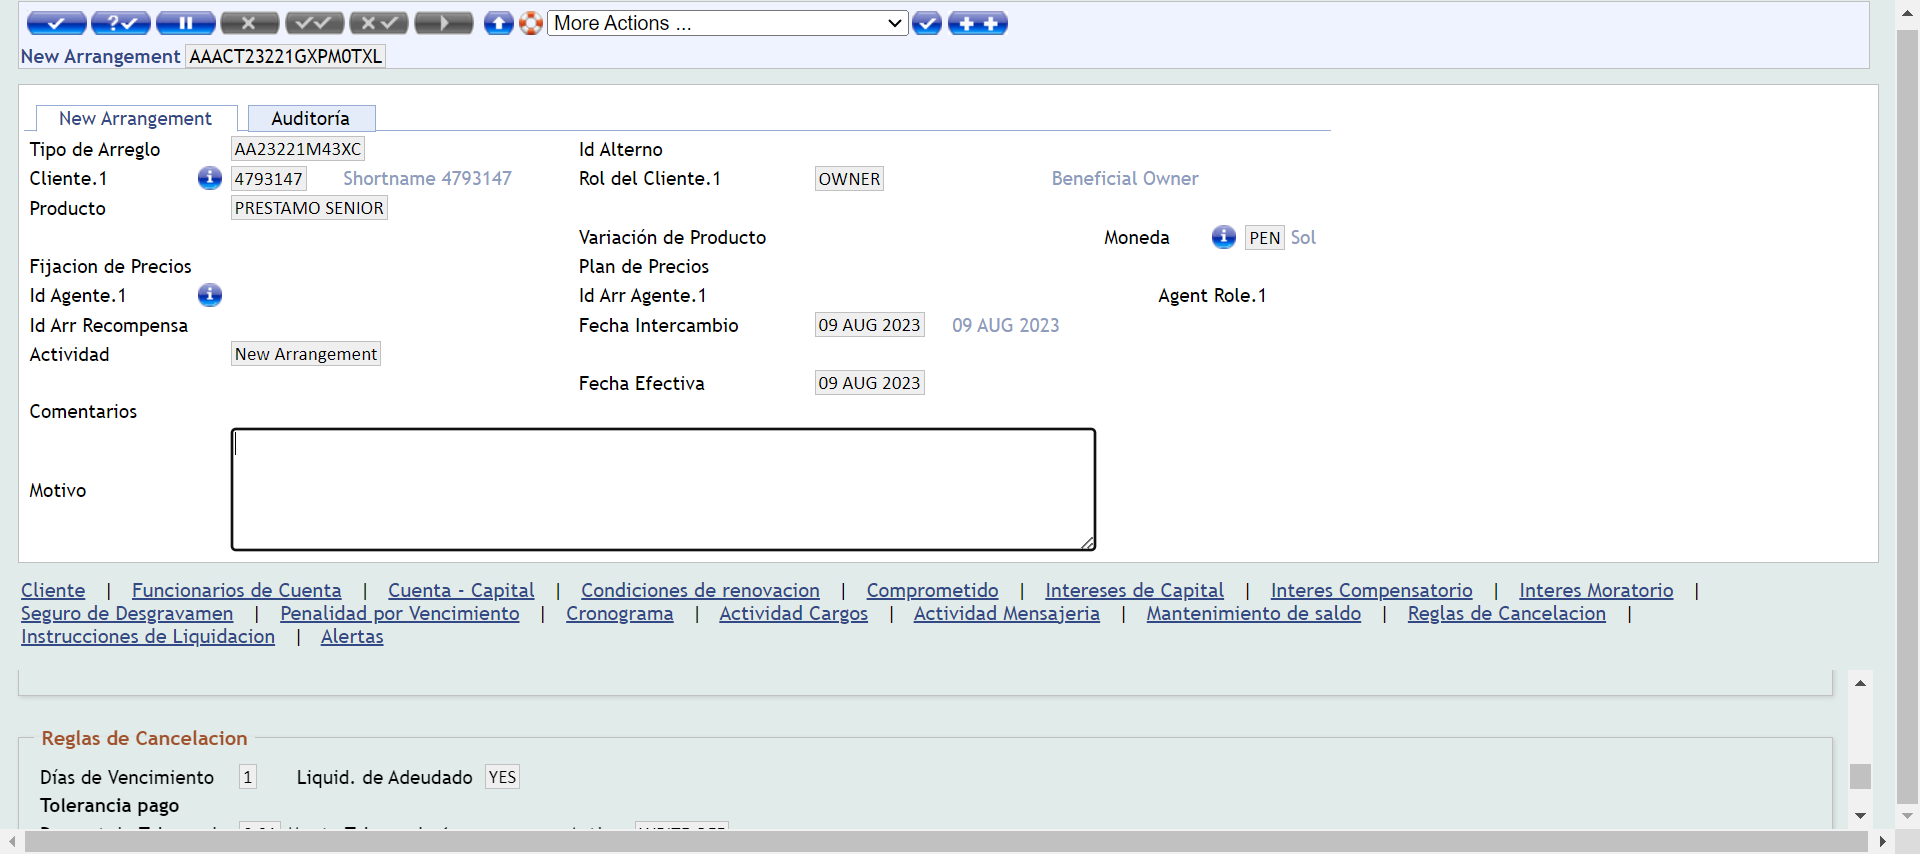 More Actions ...
New Arrangement AAACT23221GXPM0TXL
New Arrangement Auditoría
Tipo de Arreglo AA23221M43XC Id Alterno
Cliente.1 4793147 Shortname 4793147 Rol del Cliente.1 OWNER Beneficial Owner
Producto PRESTAMO SENIOR
Variación de Producto Moneda PEN Sol
Fijacion de Precios Plan de Precios
Id Agente.1 Id Arr Agente.1 Agent Role.1
Id Arr Recompensa Fecha Intercambio 09 AUG 2023 09 AUG 2023
Actividad New Arrangement
Fecha Efectiva 09 AUG 2023
Comentarios
Motivo
Cliente | Funcionarios de Cuenta | Cuenta - Capital | Condiciones de renovacion | Comprometido | Intereses de Capital | Interes Compensatorio | Interes Moratorio |
Seguro de Desgravamen | Penalidad por Vencimiento | Cronograma | Actividad Cargos | Actividad Mensajeria | Mantenimiento de saldo | Reglas de Cancelacion |
Instrucciones de Liquidacion | Alertas
Reglas de Cancelacion
Días de Vencimiento 1 Liquid. de Adeudado YES
Tolerancia pago